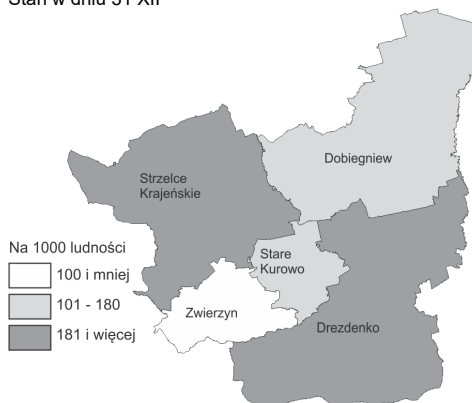 Stan w dniu 31 XII
Dobiegniew
Strzelce
Krajeńskie
Stare
Kurowo
Zwierzyn
Drezdenko
Na 1000 ludności
100 i mniej
101 - 180
181 i więcej